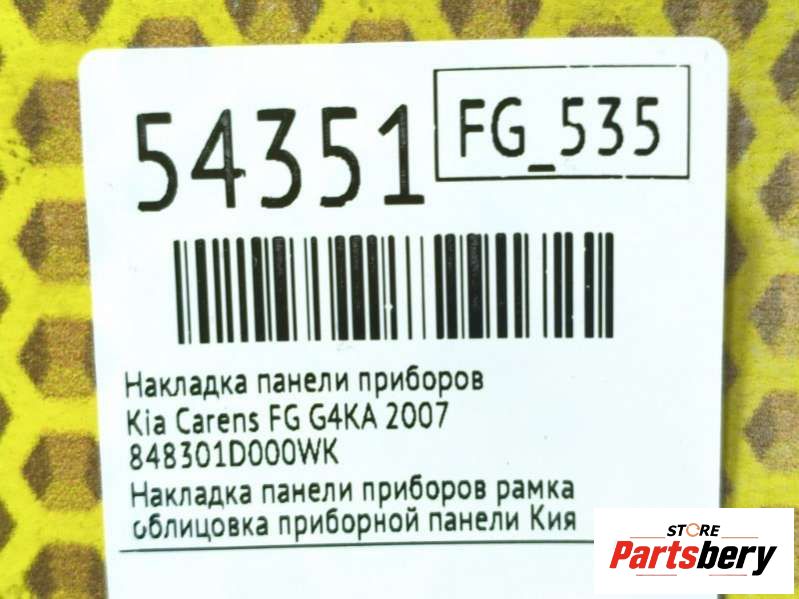 54351
FG_535
Накладка панели приборов
Kia Carens FG G4KA 2007
848301D000WK
Накладка панели приборов рамка
облицовка приборной панели Кия
STORE
Partsbery